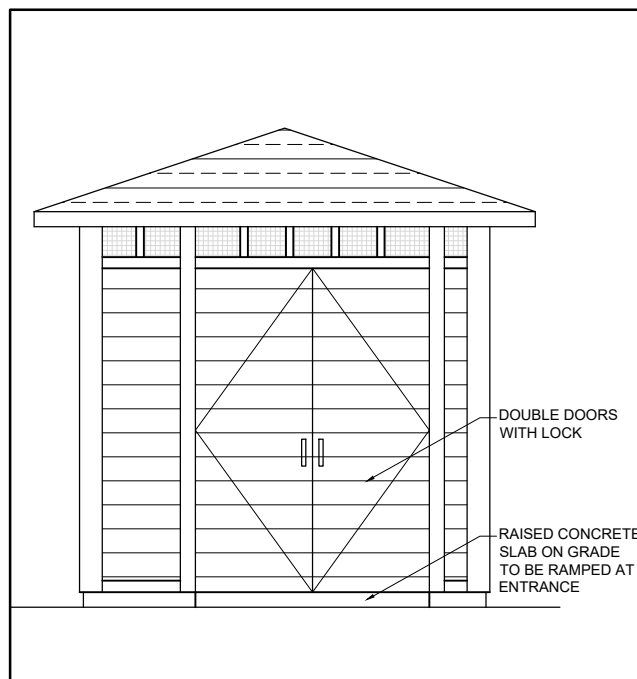 DOUBLE DOORS
WITH LOCK
RAISED CONCRETE
SLAB ON GRADE
TO BE RAMPED AT
ENTRANCE